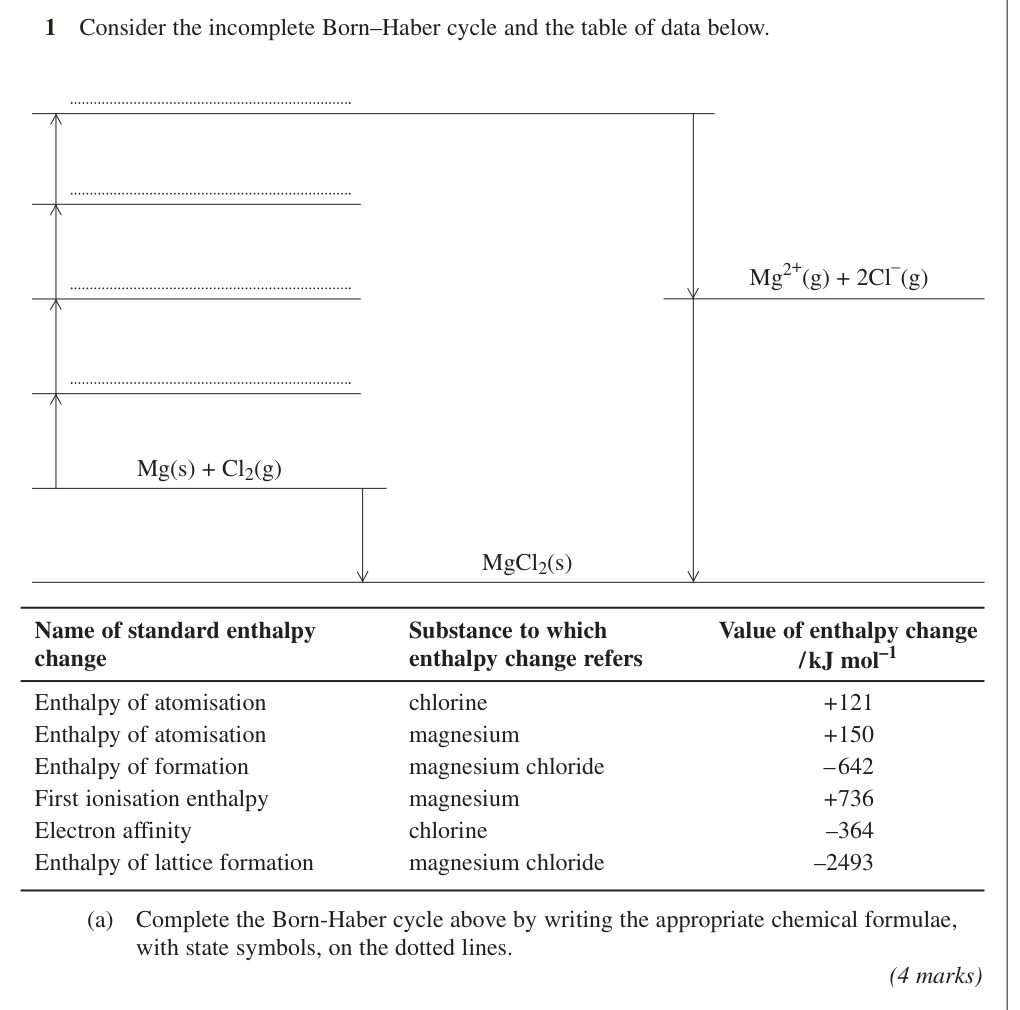 1 Consider the incomplete Born–Haber cycle and the table of data below.
Mg²⁺(g) + 2Cl⁻(g)
Mg(s) + Cl₂(g)
MgCl₂(s)
Name of standard enthalpy change Substance to which enthalpy change refers Value of enthalpy change /kJ mol⁻¹
Enthalpy of atomisation chlorine +121
Enthalpy of atomisation magnesium +150
Enthalpy of formation magnesium chloride –642
First ionisation enthalpy magnesium +736
Electron affinity chlorine –364
Enthalpy of lattice formation magnesium chloride –2493
(a) Complete the Born-Haber cycle above by writing the appropriate chemical formulae,
with state symbols, on the dotted lines.
(4 marks)